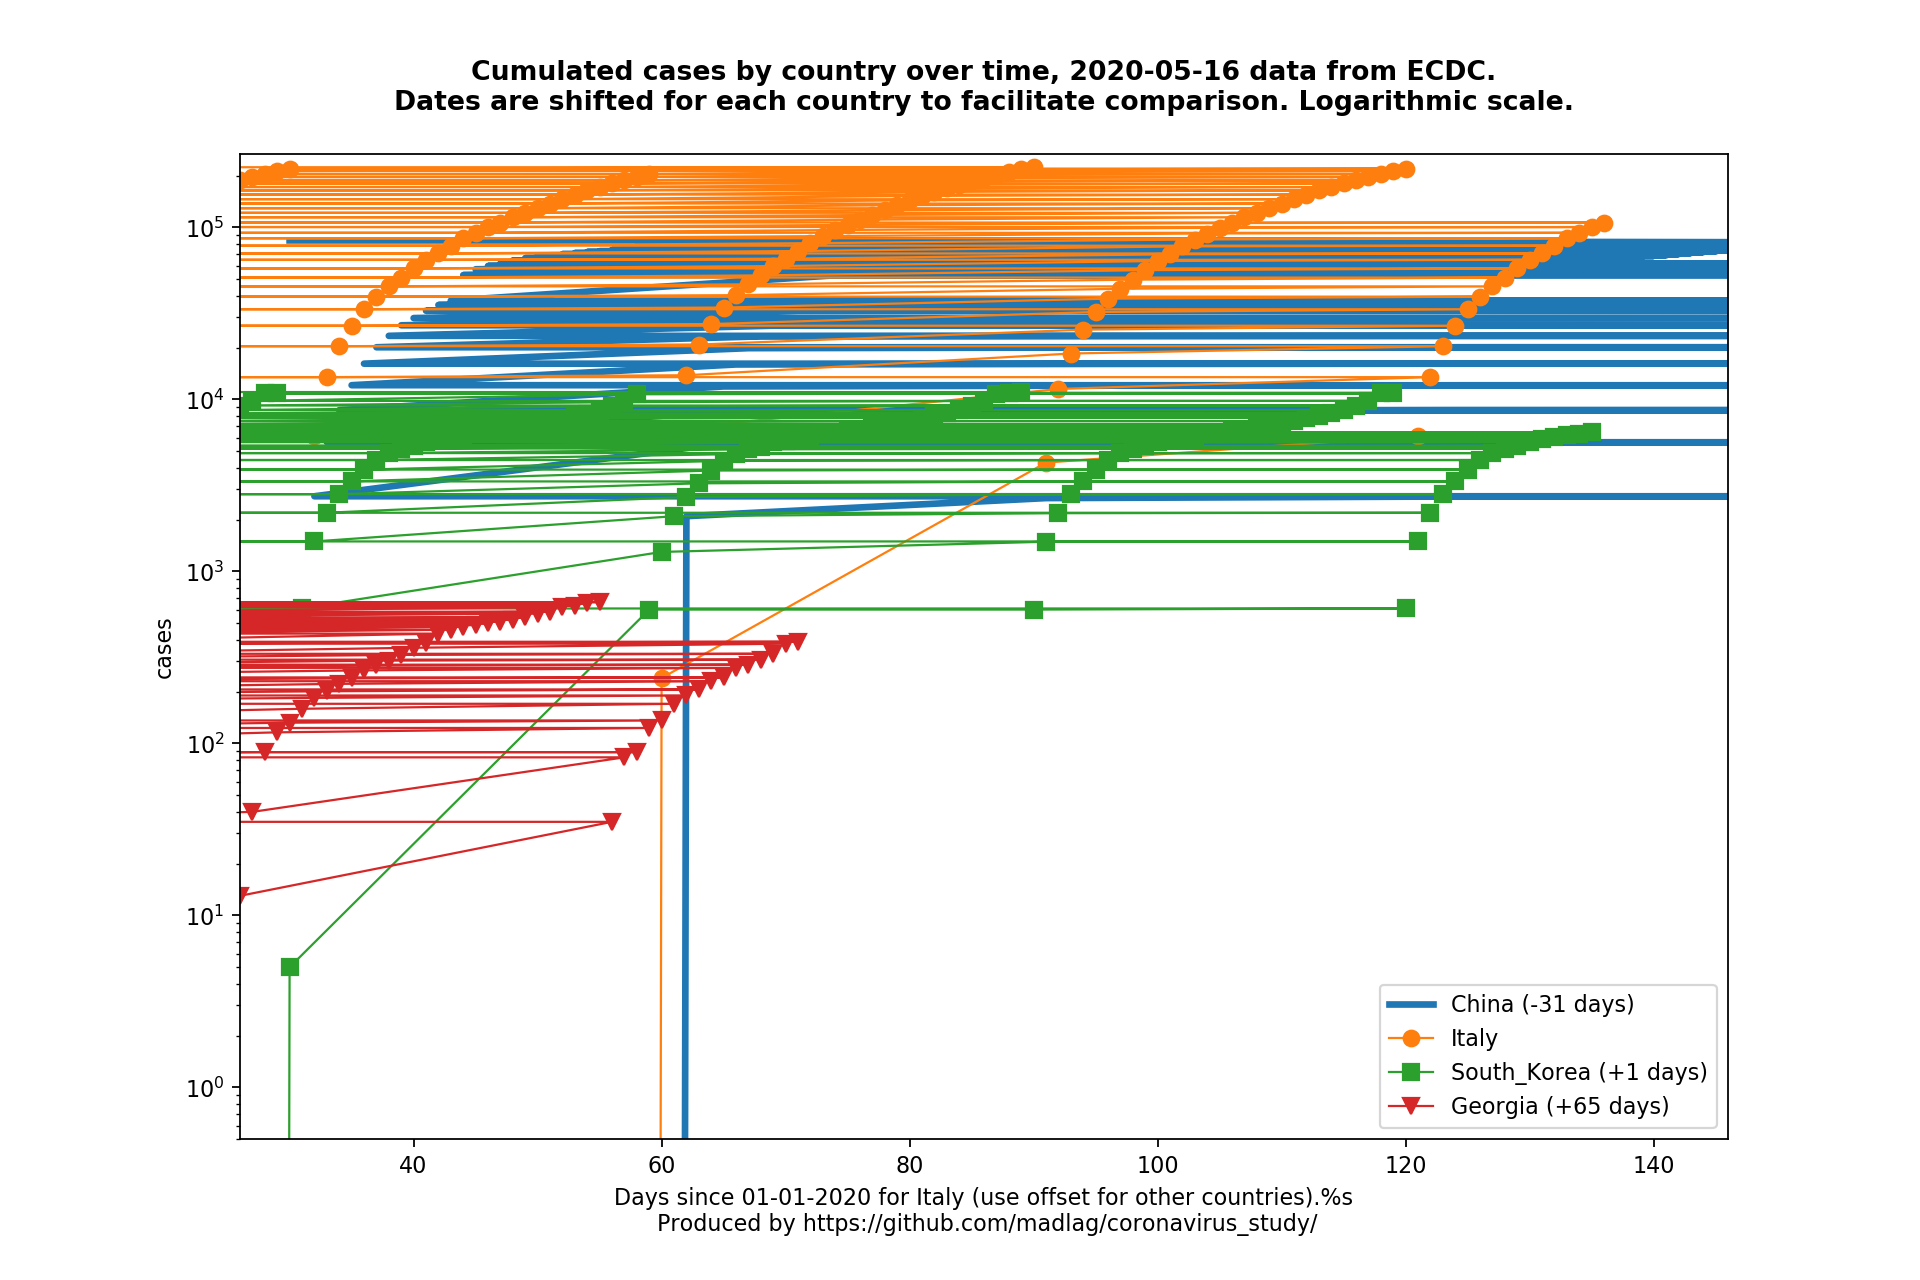 Cumulated cases by country over time, 2020-05-16 data from ECDC.
Dates are shifted for each country to facilitate comparison. Logarithmic scale.
cases
10⁵
10⁴
10³
10²
10¹
10⁰
40 60 80 100 120 140
China (-31 days)
Italy
South_Korea (+1 days)
Georgia (+65 days)
Days since 01-01-2020 for Italy (use offset for other countries).%s
Produced by https://github.com/madlag/coronavirus_study/